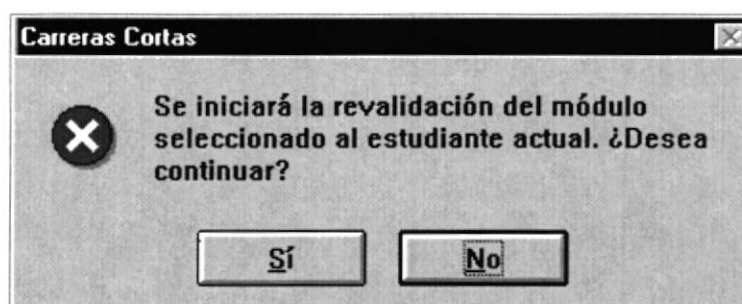 Carreras Cortas
Se iniciará la revalidación del módulo
seleccionado al estudiante actual. ¿Desea
continuar?
Sí
No